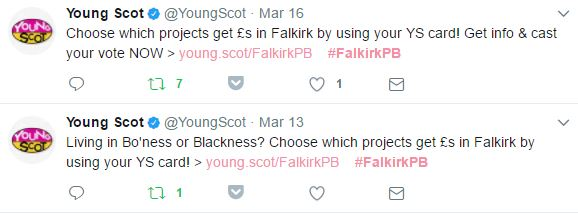 Young Scot @YoungScot · Mar 16
Choose which projects get £s in Falkirk by using your YS card! Get info & cast
your vote NOW > young.scot/FalkirkPB #FalkirkPB
7 1
Young Scot @YoungScot · Mar 13
Living in Bo'ness or Blackness? Choose which projects get £s in Falkirk by
using your YS card! > young.scot/FalkirkPB #FalkirkPB
1
YOUNG
SCOT
YOUNG
SCOT